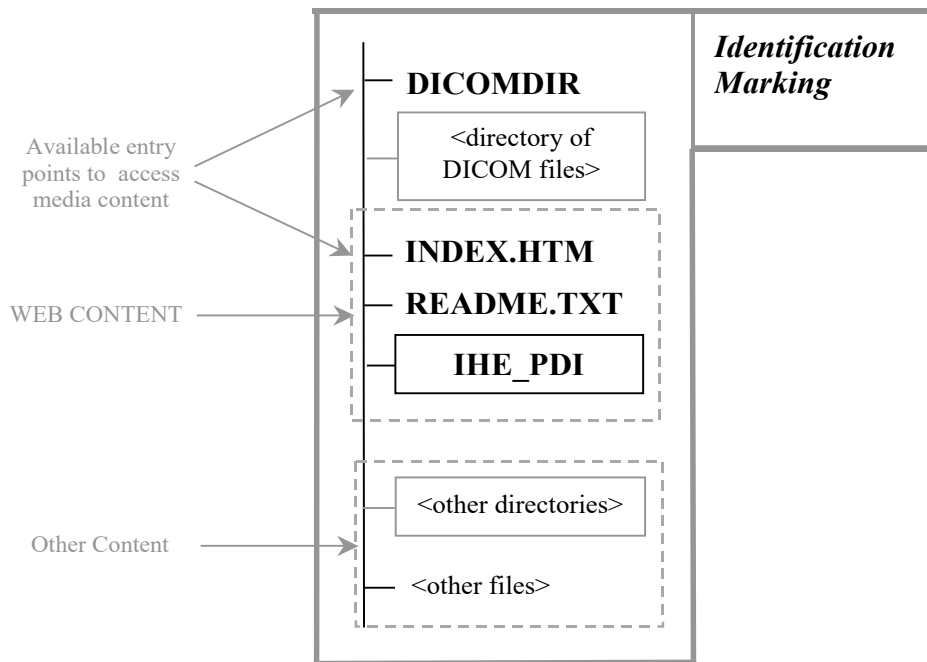 Identification
Marking
DICOMDIR
<directory of
DICOM files>
Available entry
points to access
media content
INDEX.HTM
README.TXT
WEB CONTENT
IHE_PDI
<other directories>
Other Content
<other files>